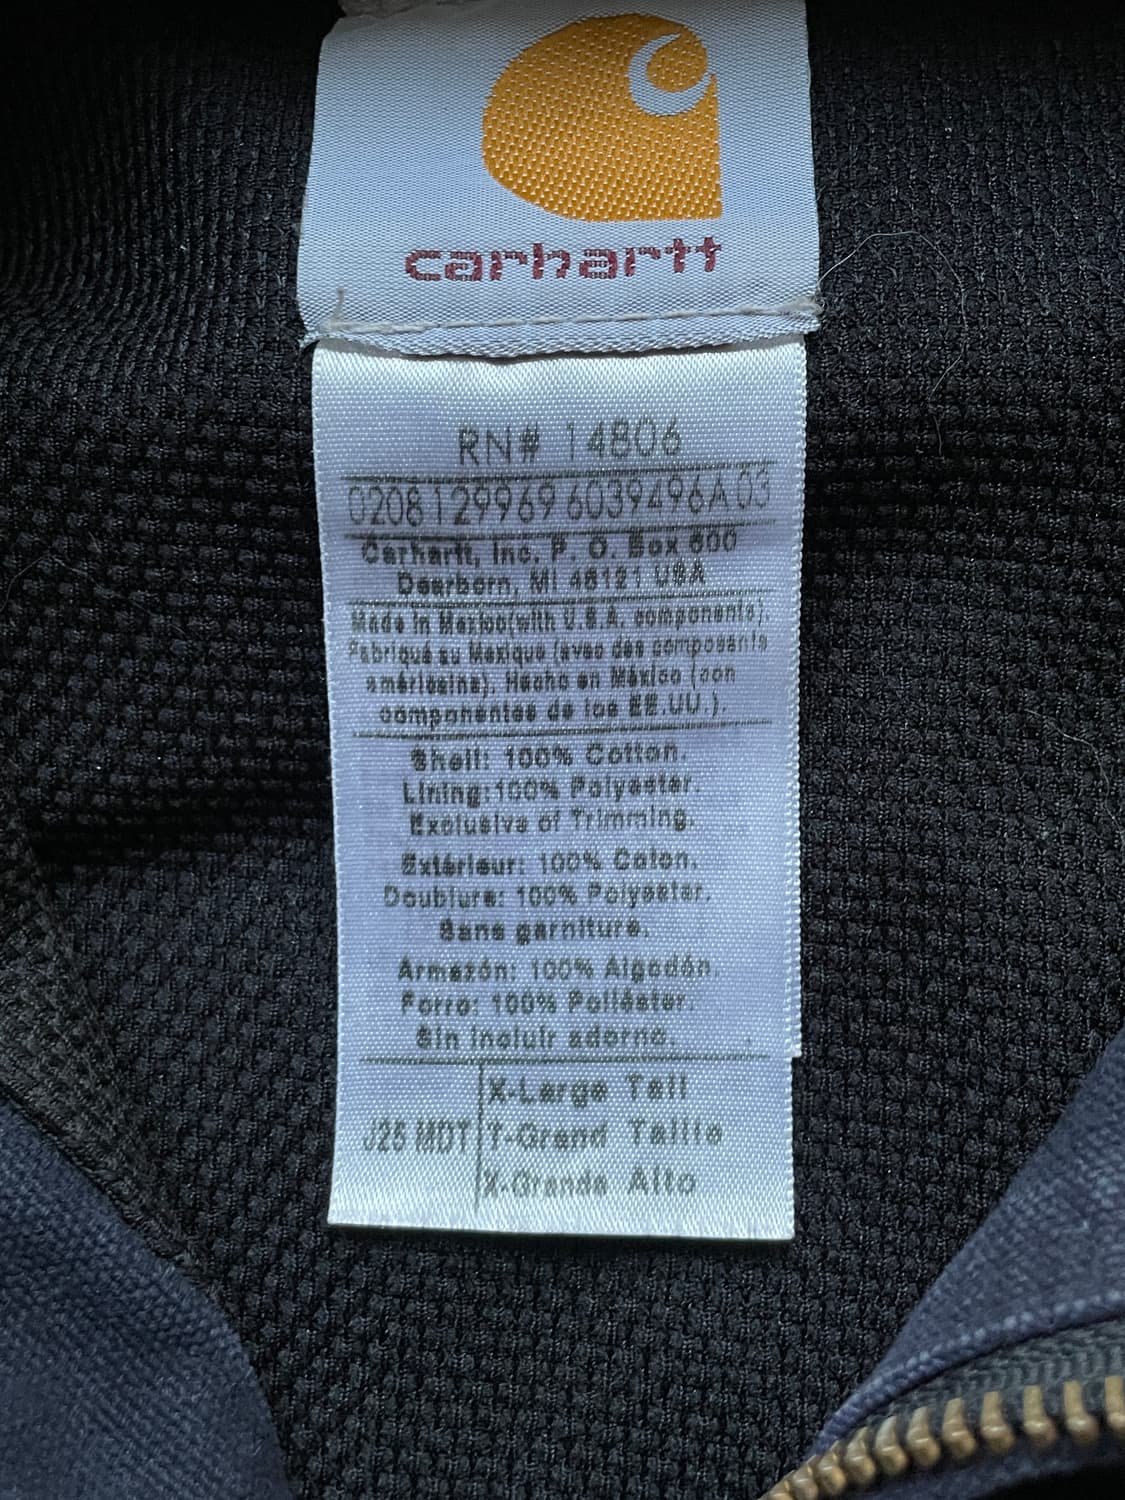 carhartt
RN# 14806
0208129969 6039496A 03
Carhartt, Inc. P. O. Box 600
Dearborn, MI 48121 USA
Made in Mexico(with U.S.A. components).
Fabriqué au Mexique (avec des composants
américains). Hecho en México (con
componentes de los EE.UU.).
Shell: 100% Cotton.
Lining:100% Polyester.
Exclusive of Trimming.
Extérieur: 100% Coton.
Doublure: 100% Polyester.
Sans garniture.
Armazón: 100% Algodón.
Forro: 100% Poliéster.
Sin incluir adorno.
X-Large Tall
J25 MDT T-Grand Taille
X-Grande Alto